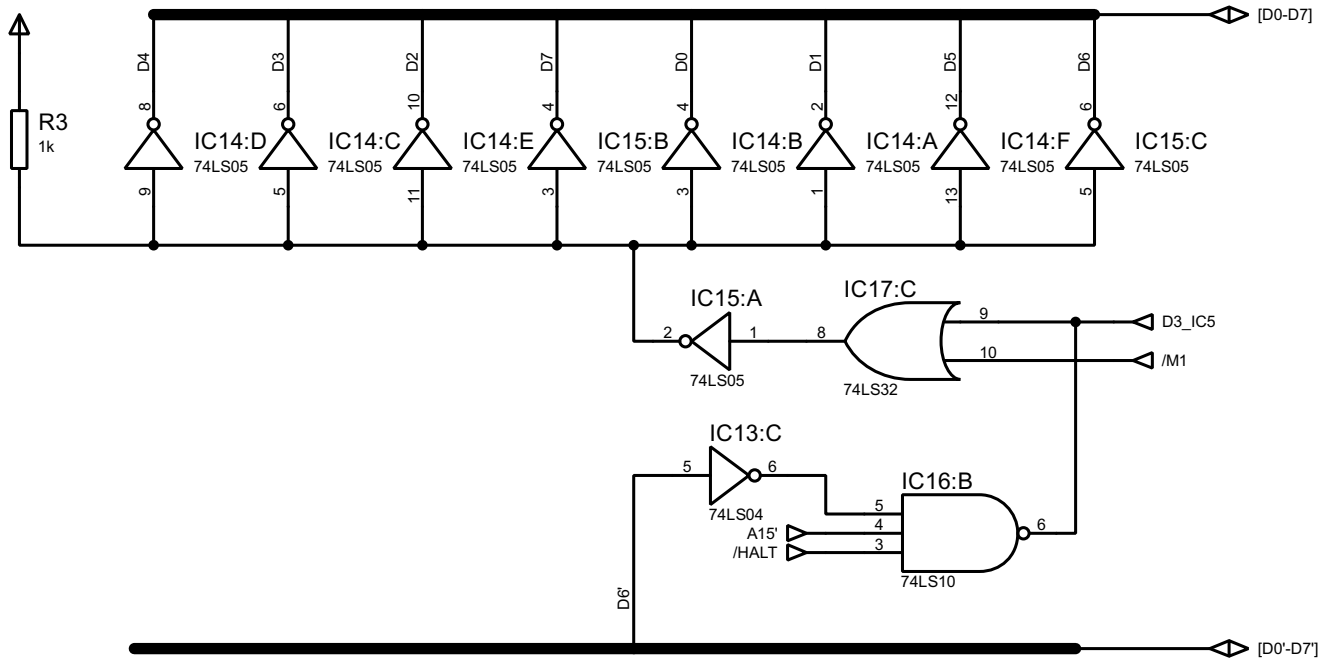 [D0-D7]
D4
D3
D2
D7
D0
D1
D5
D6
8
6
10
4
4
2
12
6
R3
1k
IC14:D
74LS05
IC14:C
74LS05
IC14:E
74LS05
IC15:B
74LS05
IC14:B
74LS05
IC14:A
74LS05
IC14:F
74LS05
IC15:C
74LS05
9
5
11
3
3
1
13
5
IC15:A
2
1
74LS05
IC17:C
8
9
10
74LS32
D3_IC5
/M1
IC13:C
5
6
74LS04
IC16:B
5
4
3
6
74LS10
A15'
/HALT
D6'
[D0'-D7']